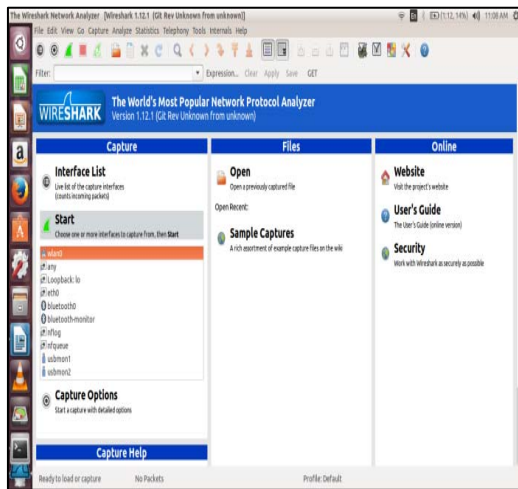 The Wireshark Network Analyzer [Wireshark 1.12.1 (Git Rev Unknown from unknown)]
(1:12, 14%) 11:08 AM
File Edit View Go Capture Analyze Statistics Telephony Tools Internals Help
Filter: Expression... Clear Apply Save GET
WIRESHARK
The World's Most Popular Network Protocol Analyzer
Version 1.12.1 (Git Rev Unknown from unknown)
Capture
Interface List
Live list of the capture interfaces
(counts incoming packets)
Start
Choose one or more interfaces to capture from, then Start
wlan0
any
Loopback: lo
eth0
bluetooth0
bluetooth-monitor
nflog
nfqueue
usbmon1
usbmon2
Capture Options
Start a capture with detailed options
Capture Help
Files
Open
Open a previously captured file
Open Recent:
Sample Captures
A rich assortment of example capture files on the wiki
Online
Website
Visit the project's website
User's Guide
The User's Guide (online version)
Security
Work with Wireshark as securely as possible
Ready to load or capture No Packets Profile: Default